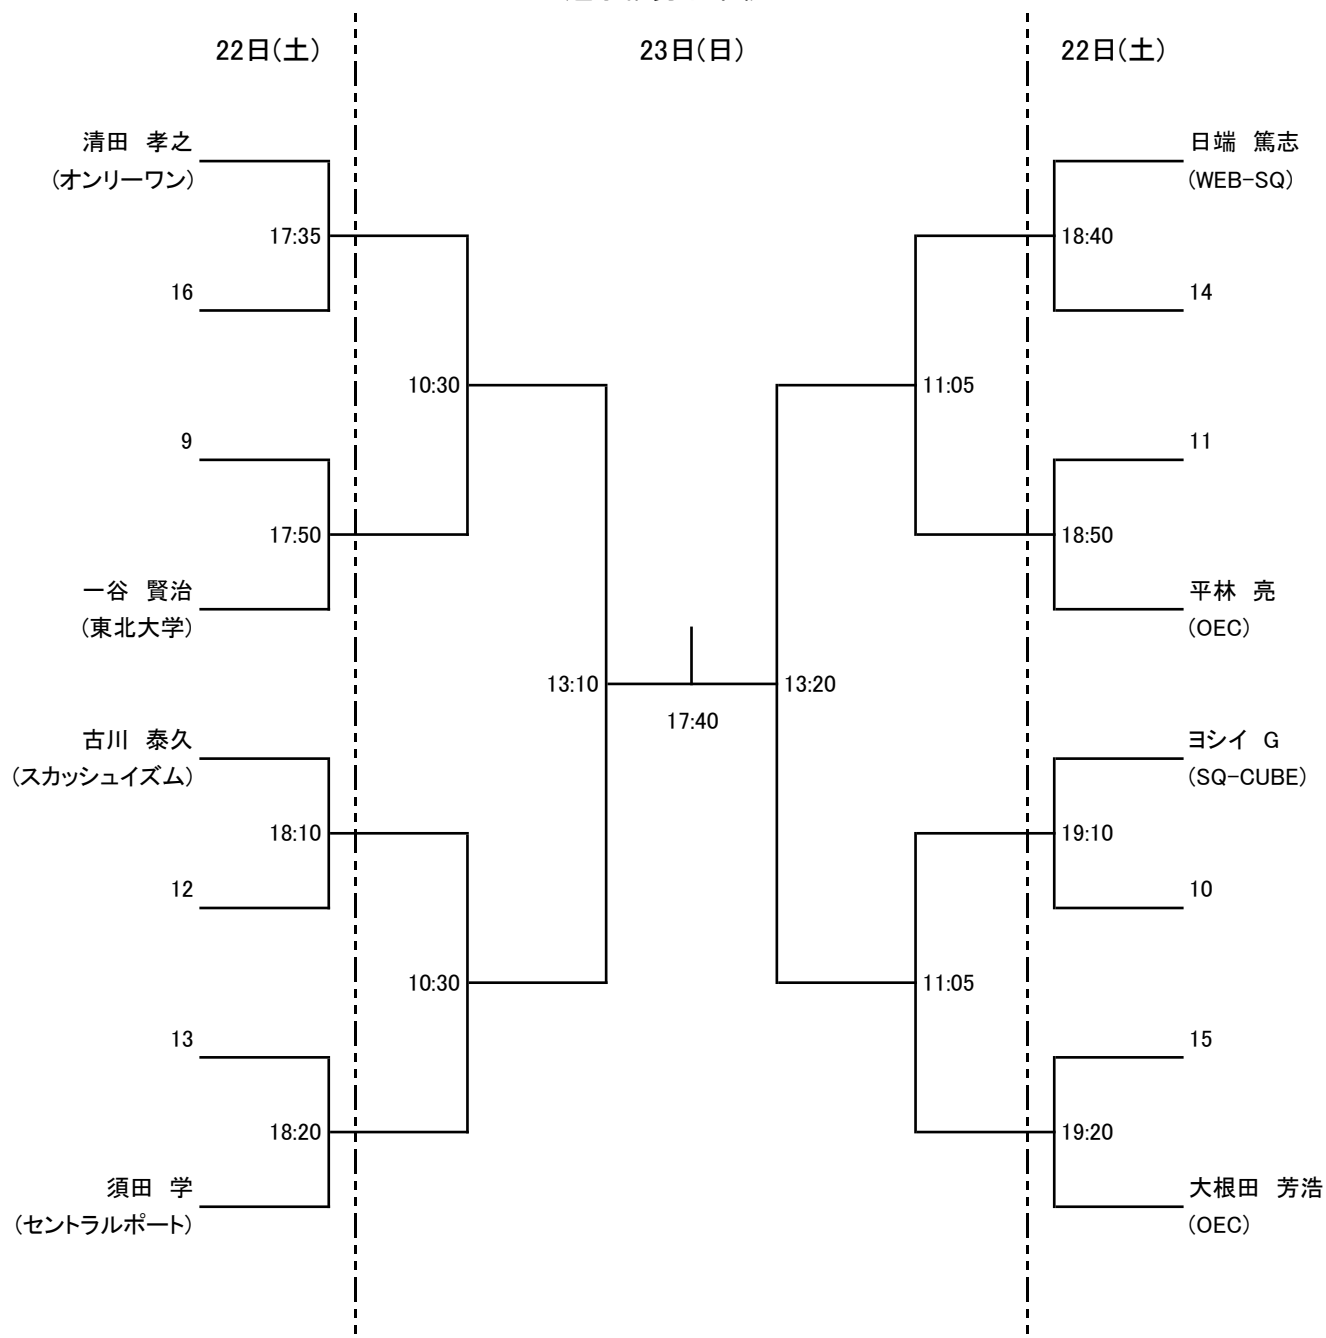 22日(土)
23日(日)
22日(土)
清田 孝之
(オンリーワン)
17:35
16
10:30
9
17:50
一谷 賢治
(東北大学)
13:10
古川 泰久
(スカッシュイズム)
18:10
12
10:30
13
18:20
須田 学
(セントラルポート)
17:40
日端 篤志
(WEB-SQ)
18:40
14
11:05
11
18:50
平林 亮
(OEC)
13:20
ヨシイ G
(SQ-CUBE)
19:10
10
11:05
15
19:20
大根田 芳浩
(OEC)